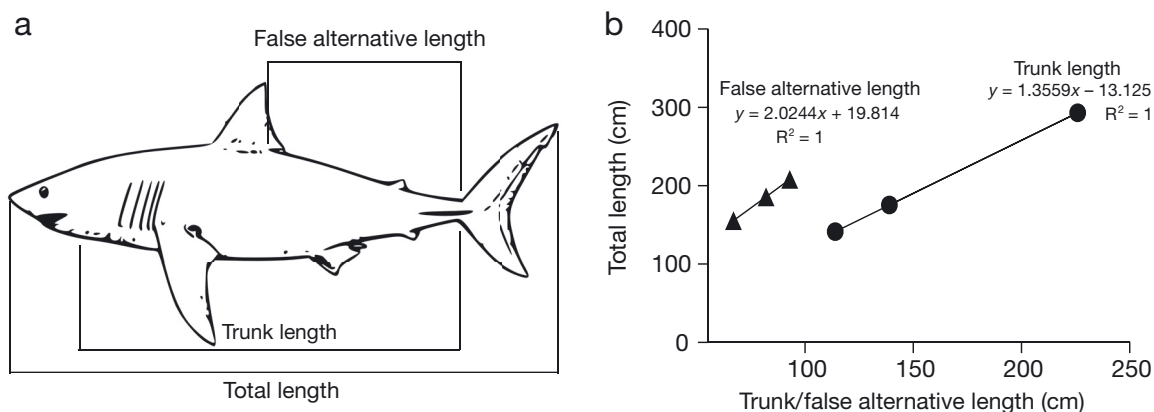 a
False alternative length
Trunk length
Total length
b
Total length (cm)
400
300
200
100
0
False alternative length
y = 2.0244x + 19.814
R² = 1
Trunk length
y = 1.3559x – 13.125
R² = 1
100 150 200 250
Trunk/false alternative length (cm)